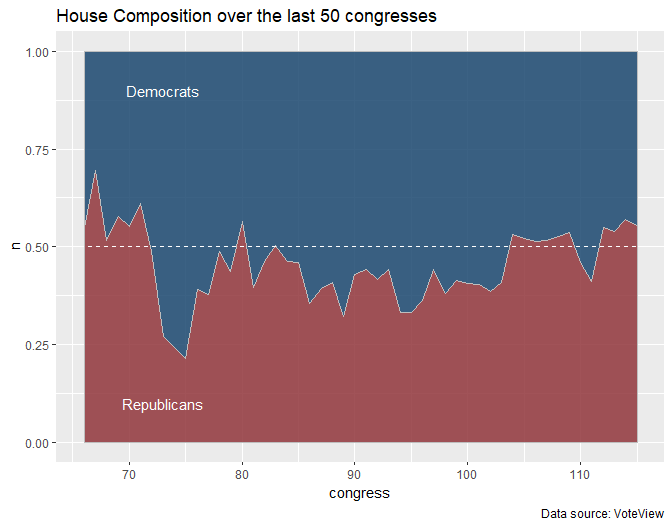 House Composition over the last 50 congresses
1.00
Democrats
0.75
n
0.50
0.25
Republicans
0.00
70 80 90 100 110
congress
Data source: VoteView